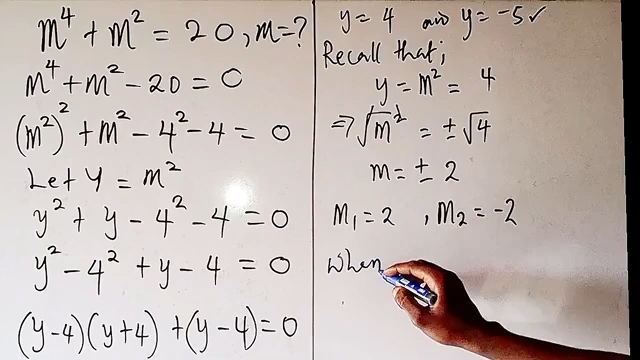 m⁴ + m² = 20, m=?
m⁴ + m² - 20 = 0
(m²)² + m² - 4² - 4 = 0
Let Y = m²
y² + y - 4² - 4 = 0
y² - 4² + y - 4 = 0
(y-4)(y+4) + (y-4) = 0
y = 4 and y = -5 ✓
Recall that;
y = m² = 4
⇒ √m² = ± √4
m = ± 2
M₁ = 2 , M₂ = -2
When